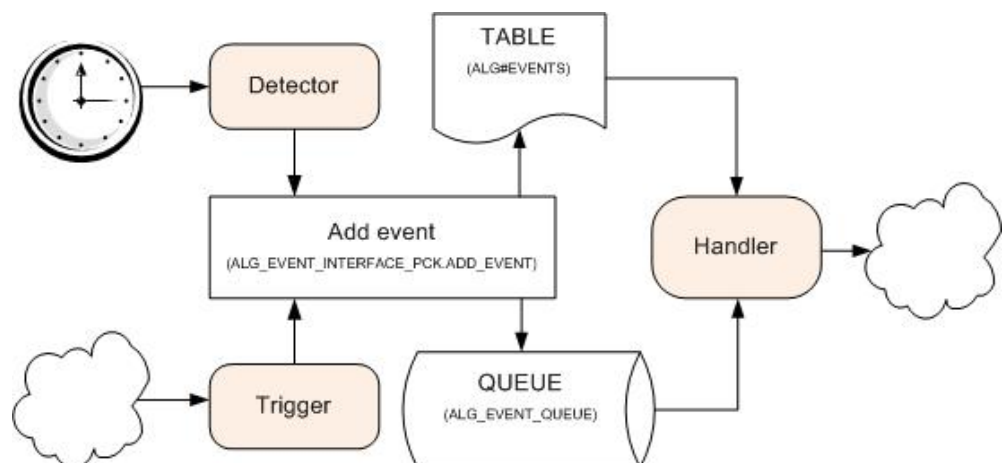 TABLE
(ALG#EVENTS)
Detector
Add event
(ALG_EVENT_INTERFACE_PCK.ADD_EVENT)
Handler
Trigger
QUEUE
(ALG_EVENT_QUEUE)